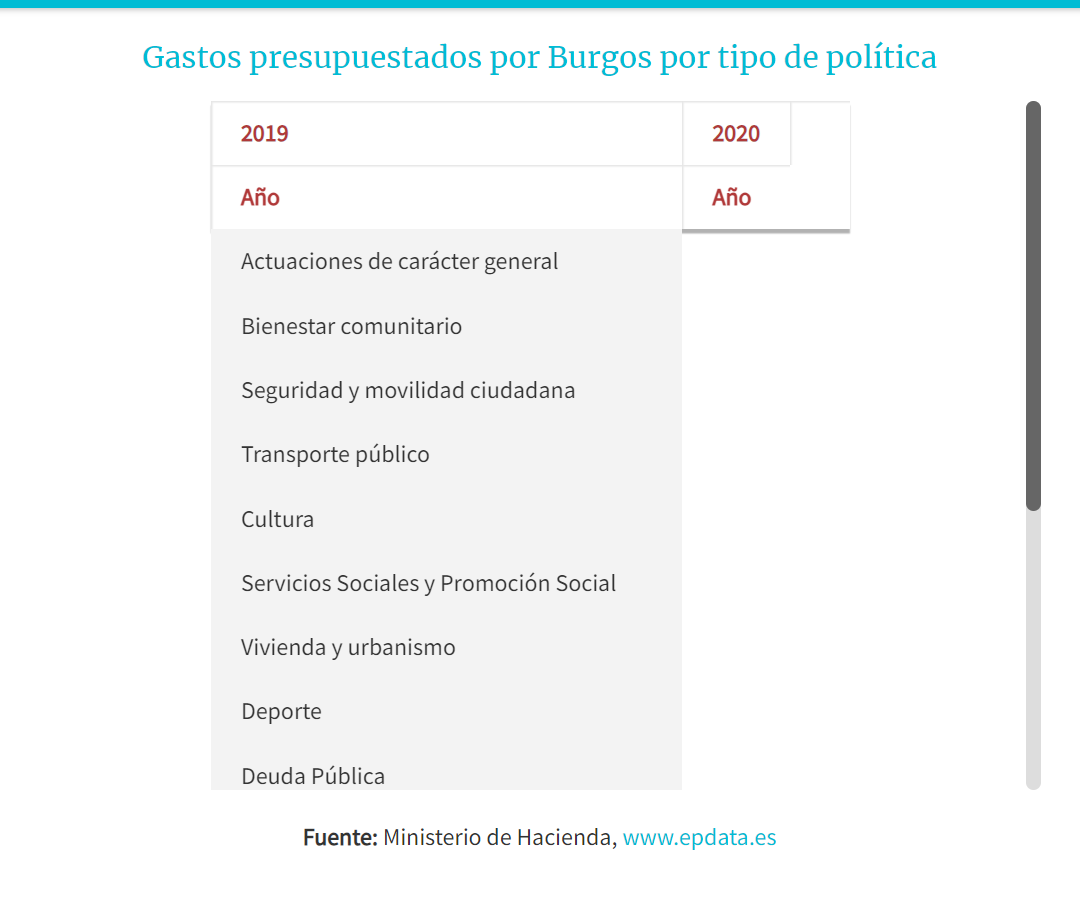 Gastos presupuestados por Burgos por tipo de política
2019 2020
Año Año
Actuaciones de carácter general
Bienestar comunitario
Seguridad y movilidad ciudadana
Transporte público
Cultura
Servicios Sociales y Promoción Social
Vivienda y urbanismo
Deporte
Deuda Pública
Fuente: Ministerio de Hacienda, www.epdata.es